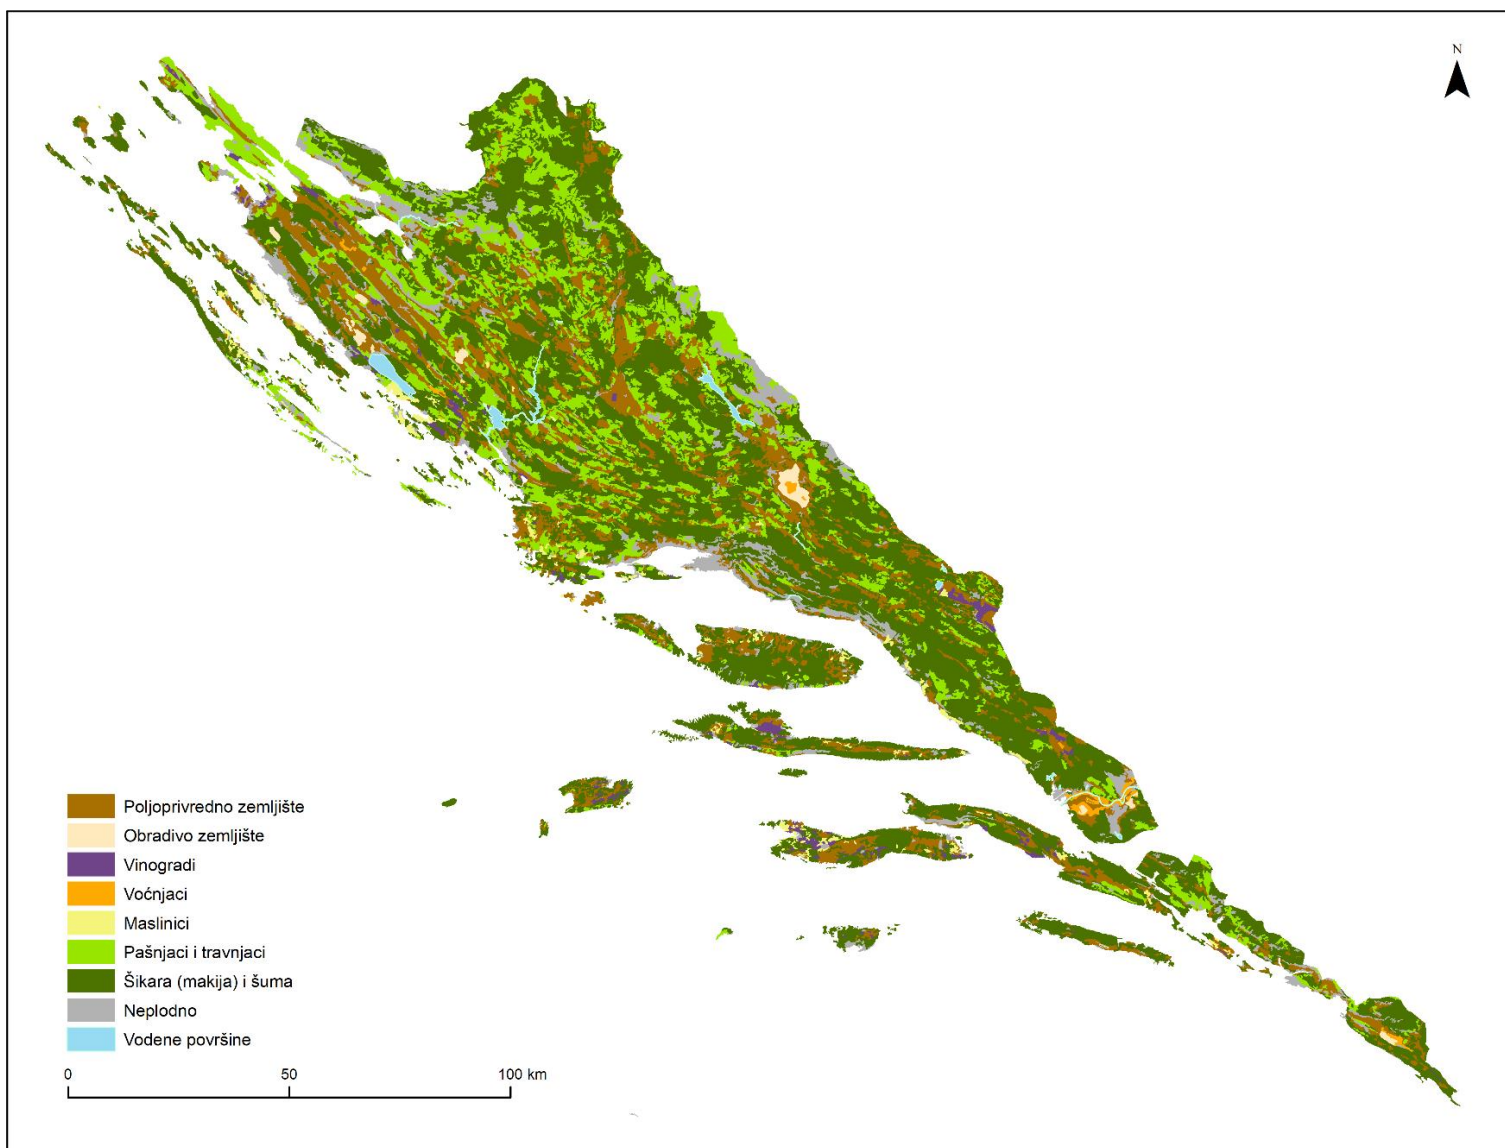 N
Poljoprivredno zemljište
Obradivo zemljište
Vinogradi
Voćnjaci
Maslinici
Pašnjaci i travnjaci
Šikara (makija) i šuma
Neplodno
Vodene površine
0 50 100 km